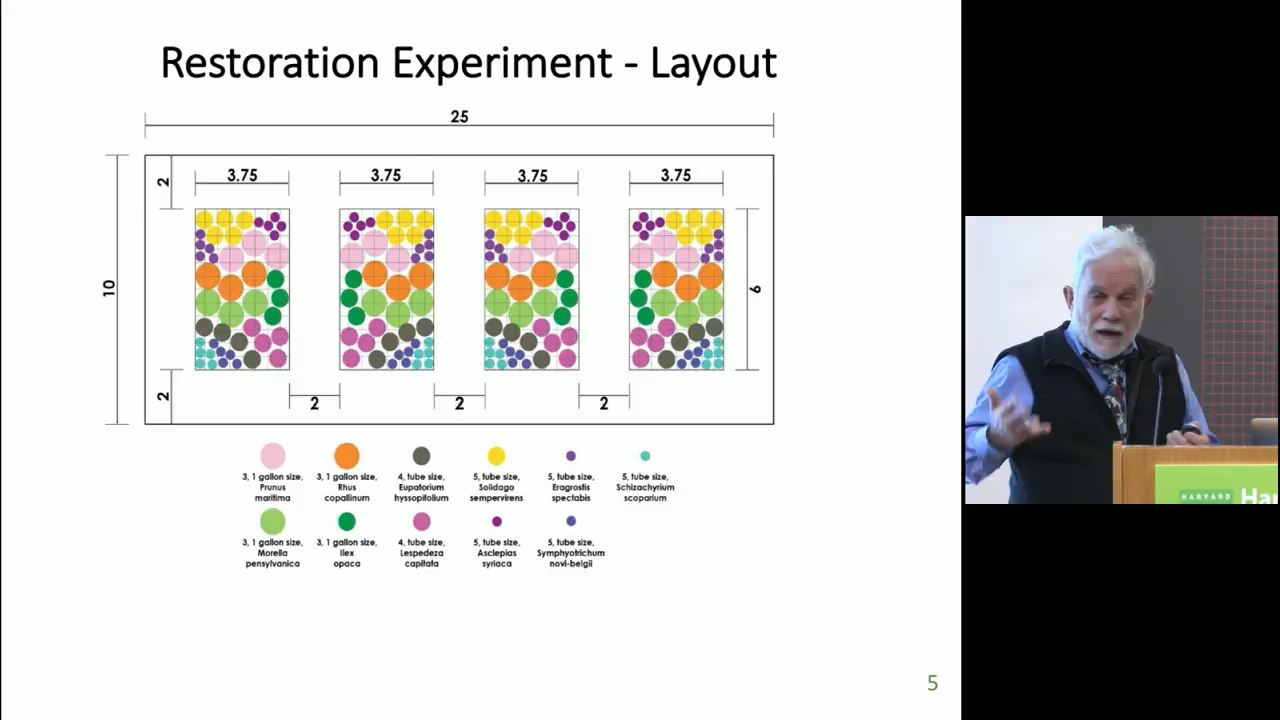 Restoration Experiment - Layout
25
2
3.75
3.75
3.75
3.75
10
6
2
2
2
2
3, 1 gallon size,
Prunus
maritima
3, 1 gallon size,
Rhus
copallinum
4, tube size,
Eupatorium
hyssopifolium
5, tube size,
Solidago
sempervirens
5, tube size,
Eragrostis
spectabis
5, tube size,
Schizachyrium
scoparium
3, 1 gallon size,
Morella
pensylvanica
3, 1 gallon size,
Ilex
opaca
4, tube size,
Lespedeza
capitata
5, tube size,
Asclepias
syriaca
5, tube size,
Symphyotrichum
novi-belgii
5
HARVARD
Har